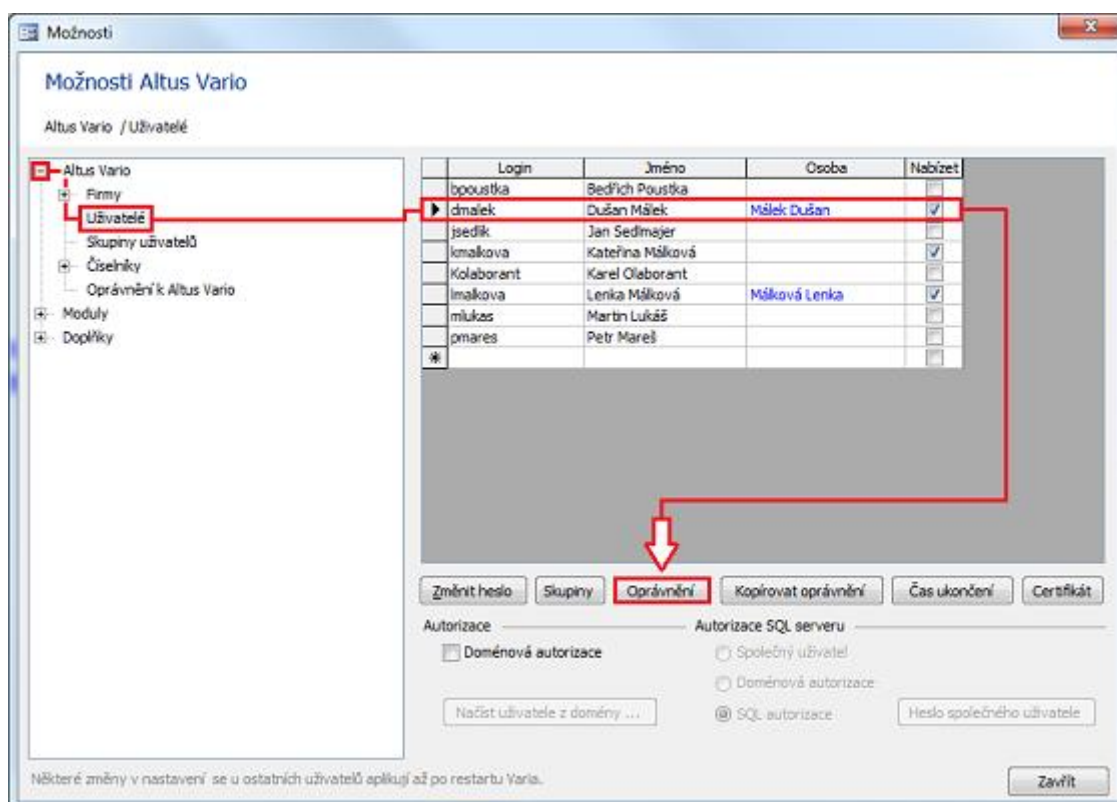 Možnosti
Možnosti Altus Vario
Altus Vario / Uživatelé
Altus Vario
Firmy
Uživatelé
Skupiny uživatelů
Číselníky
Oprávnění k Altus Vario
Moduly
Doplňky
Login Jméno Osoba Nabízet
bpoustka Bedřich Poustka
dmalek Dušan Málek Málek Dušan
jsedlik Jan Sedlmajer
kmalkova Kateřina Málková
Kolaborant Karel Olaborant
lmalkova Lenka Málková Málková Lenka
mlukas Martin Lukáš
pmares Petr Mareš
Změnit heslo Skupiny Oprávnění Kopírovat oprávnění Čas ukončení Certifikát
Autorizace Autorizace SQL serveru
Doménová autorizace Společný uživatel
Doménová autorizace
Načíst uživatele z domény ... SQL autorizace Heslo společného uživatele
Některé změny v nastavení se u ostatních uživatelů aplikují až po restartu Varia.
Zavřít